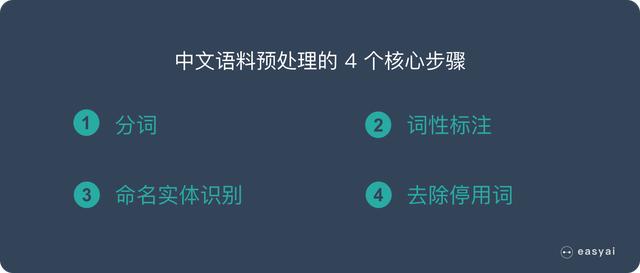 中文语料预处理的 4 个核心步骤
1 分词
2 词性标注
3 命名实体识别
4 去除停用词
easyai